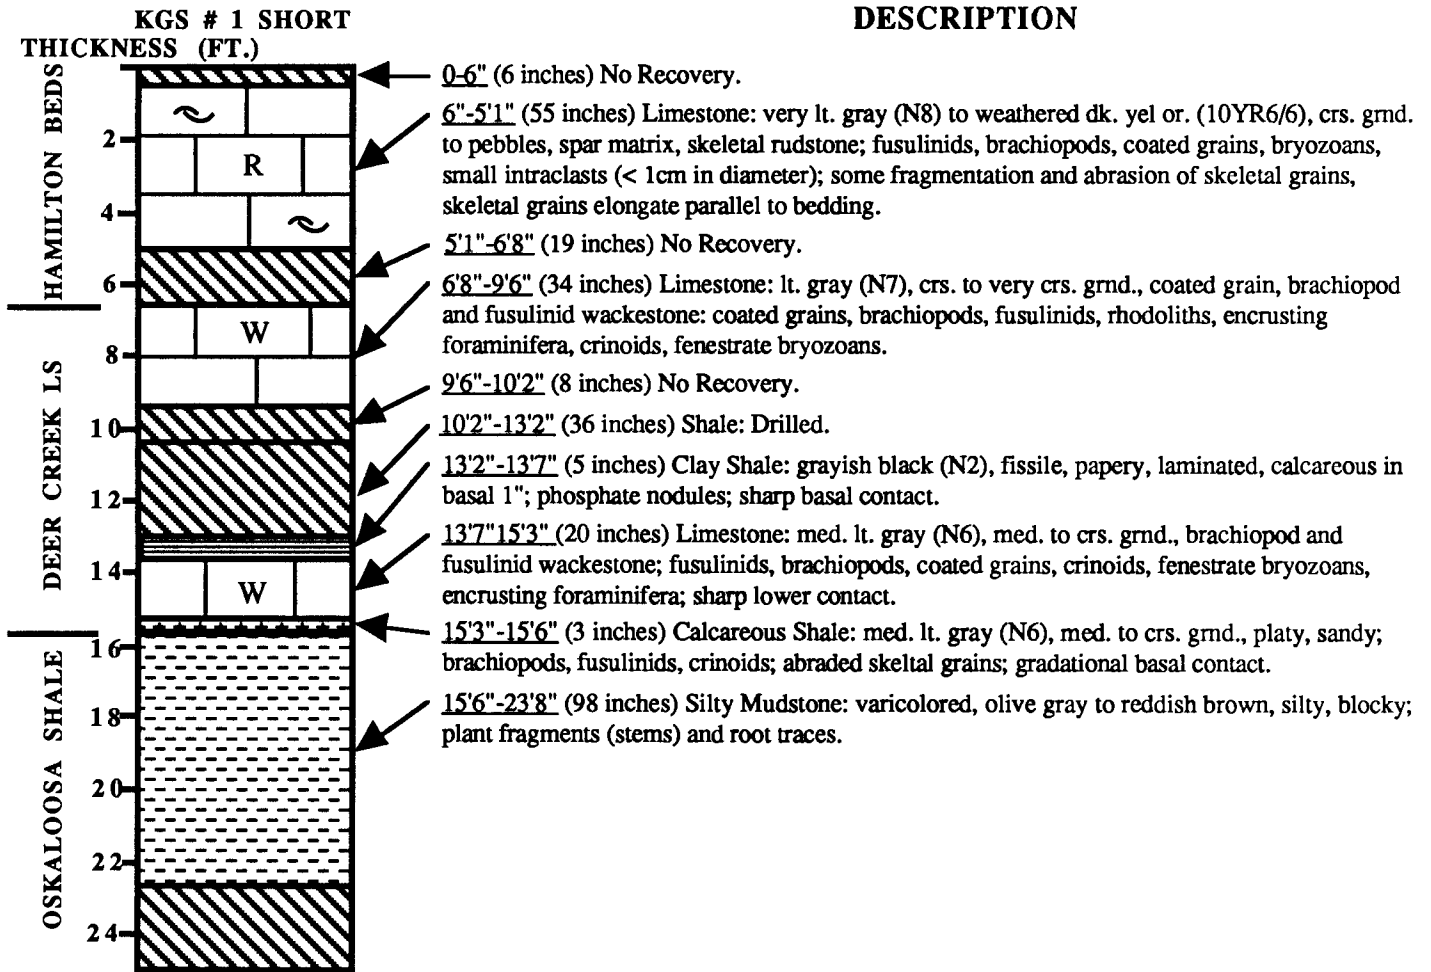 KGS # 1 SHORT
THICKNESS (FT.)
DESCRIPTION
HAMILTON BEDS
DEER CREEK LS
OSKALOOSA SHALE
2
4
6
8
10
12
14
16
18
20
22
24
R
W
W
0-6" (6 inches) No Recovery.
6"-5'1" (55 inches) Limestone: very lt. gray (N8) to weathered dk. yel or. (10YR6/6), crs. grnd.
to pebbles, spar matrix, skeletal rudstone; fusulinids, brachiopods, coated grains, bryozoans,
small intraclasts (< 1cm in diameter); some fragmentation and abrasion of skeletal grains,
skeletal grains elongate parallel to bedding.
5'1"-6'8" (19 inches) No Recovery.
6'8"-9'6" (34 inches) Limestone: lt. gray (N7), crs. to very crs. grnd., coated grain, brachiopod
and fusulinid wackestone: coated grains, brachiopods, fusulinids, rhodoliths, encrusting
foraminifera, crinoids, fenestrate bryozoans.
9'6"-10'2" (8 inches) No Recovery.
10'2"-13'2" (36 inches) Shale: Drilled.
13'2"-13'7" (5 inches) Clay Shale: grayish black (N2), fissile, papery, laminated, calcareous in
basal 1"; phosphate nodules; sharp basal contact.
13'7"15'3" (20 inches) Limestone: med. lt. gray (N6), med. to crs. grnd., brachiopod and
fusulinid wackestone; fusulinids, brachiopods, coated grains, crinoids, fenestrate bryozoans,
encrusting foraminifera; sharp lower contact.
15'3"-15'6" (3 inches) Calcareous Shale: med. lt. gray (N6), med. to crs. grnd., platy, sandy;
brachiopods, fusulinids, crinoids; abraded skeltal grains; gradational basal contact.
15'6"-23'8" (98 inches) Silty Mudstone: varicolored, olive gray to reddish brown, silty, blocky;
plant fragments (stems) and root traces.